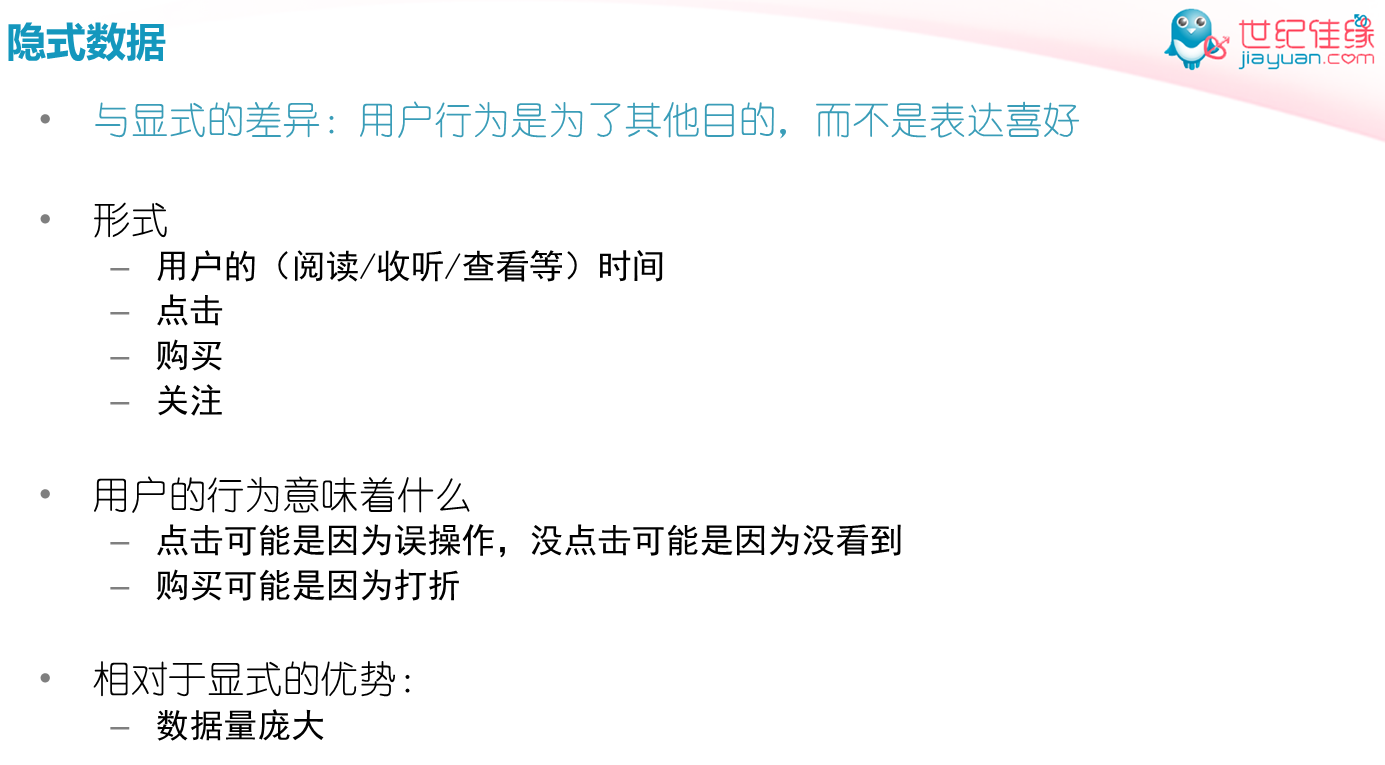 隐式数据
世纪佳缘
jiayuan.com
• 与显式的差异：用户行为是为了其他目的，而不是表达喜好
• 形式
– 用户的（阅读/收听/查看等）时间
– 点击
– 购买
– 关注
• 用户的行为意味着什么
– 点击可能是因为误操作，没点击可能是因为没看到
– 购买可能是因为打折
• 相对于显式的优势：
– 数据量庞大